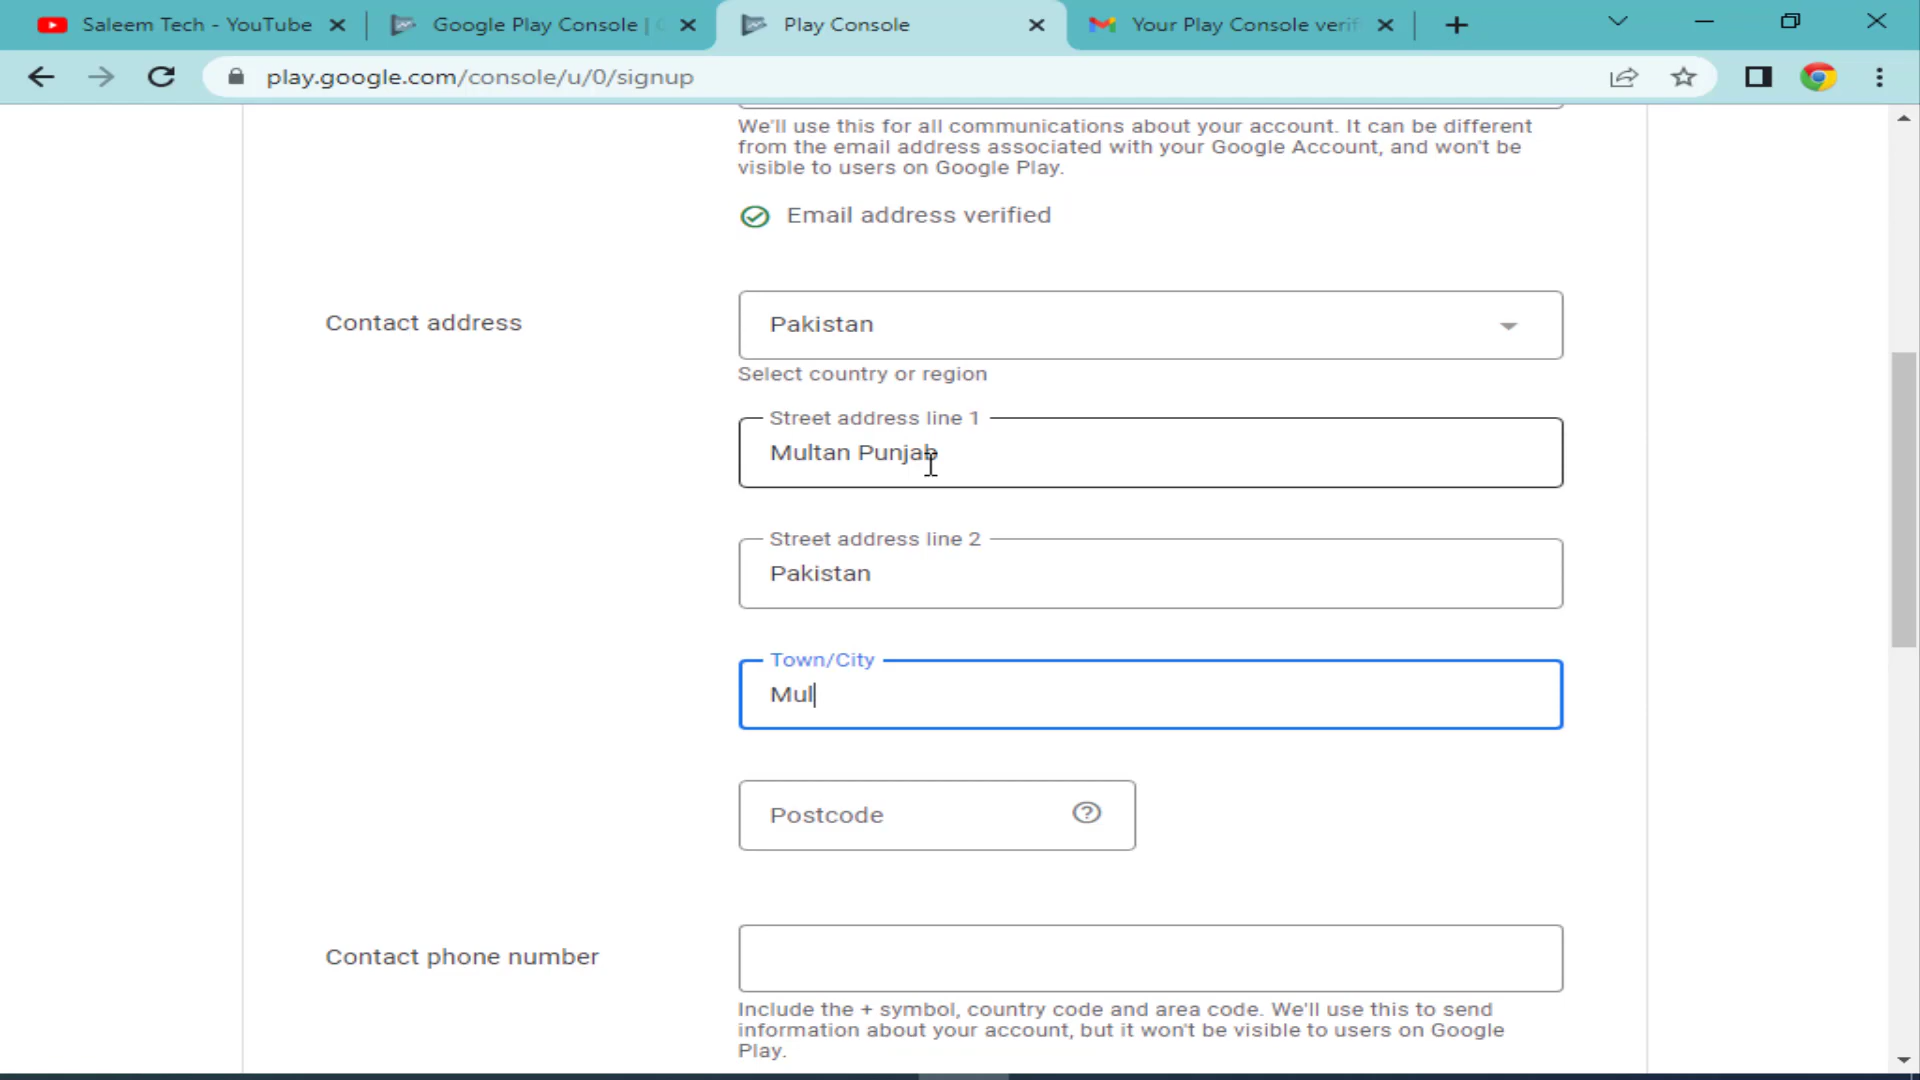 Saleem Tech - YouTube
Google Play Console |
Play Console
Your Play Console verif
play.google.com/console/u/0/signup
We'll use this for all communications about your account. It can be different
from the email address associated with your Google Account, and won't be
visible to users on Google Play.
Email address verified
Contact address
Pakistan
Select country or region
Street address line 1
Multan Punjab
Street address line 2
Pakistan
Town/City
Mul
Postcode
Contact phone number
Include the + symbol, country code and area code. We'll use this to send
information about your account, but it won't be visible to users on Google
Play.